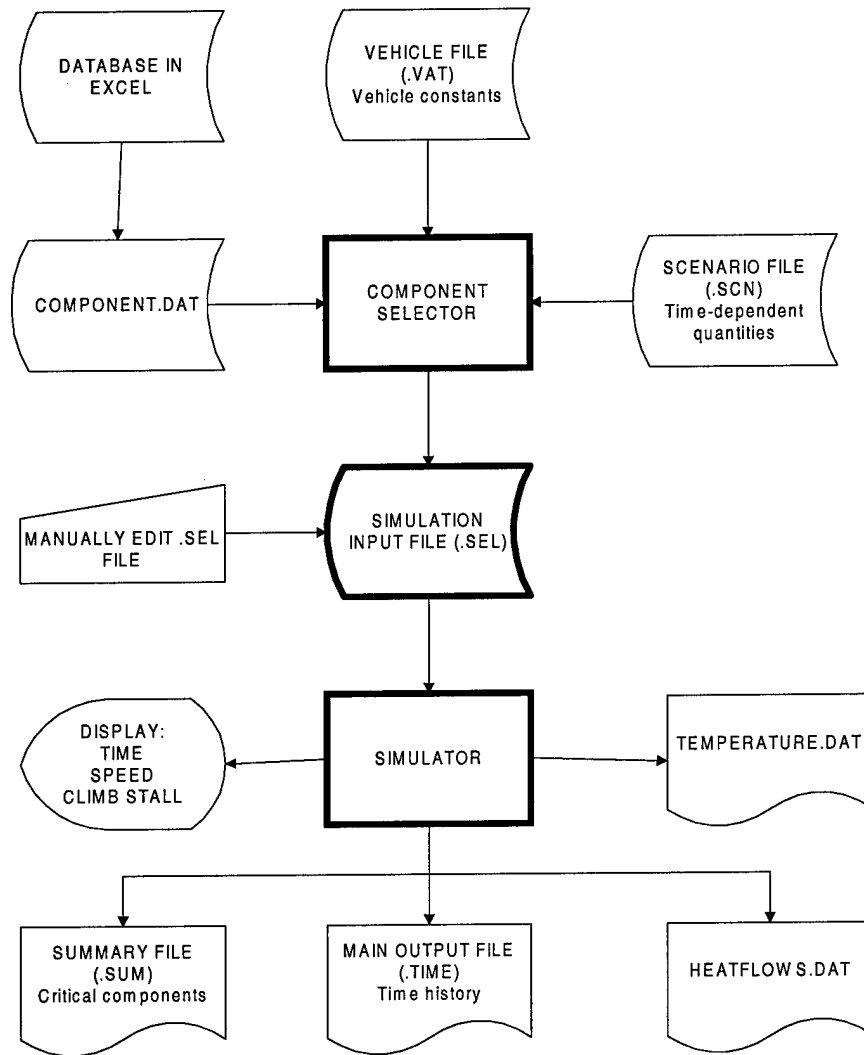 DATABASE IN
EXCEL
VEHICLE FILE
(.VAT)
Vehicle constants
COMPONENT.DAT
COMPONENT
SELECTOR
SCENARIO FILE
(.SCN)
Time-dependent
quantities
MANUALLY EDIT .SEL
FILE
SIMULATION
INPUT FILE (.SEL)
DISPLAY:
TIME
SPEED
CLIMB STALL
SIMULATOR
TEMPERATURE.DAT
SUMMARY FILE
(.SUM)
Critical components
MAIN OUTPUT FILE
(.TIME)
Time history
HEATFLOWS.DAT